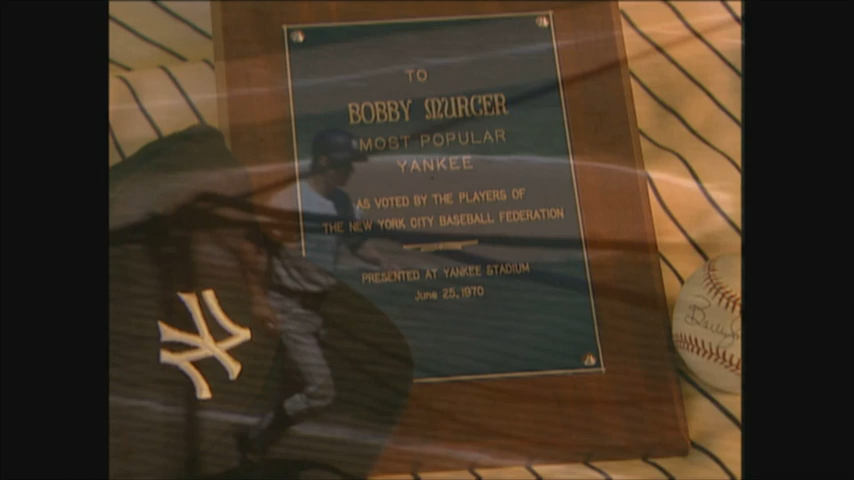 TO
BOBBY MURCER
MOST POPULAR
YANKEE
AS VOTED BY THE PLAYERS OF
THE NEW YORK CITY BASEBALL FEDERATION
PRESENTED AT YANKEE STADIUM
June 25, 1970
NY